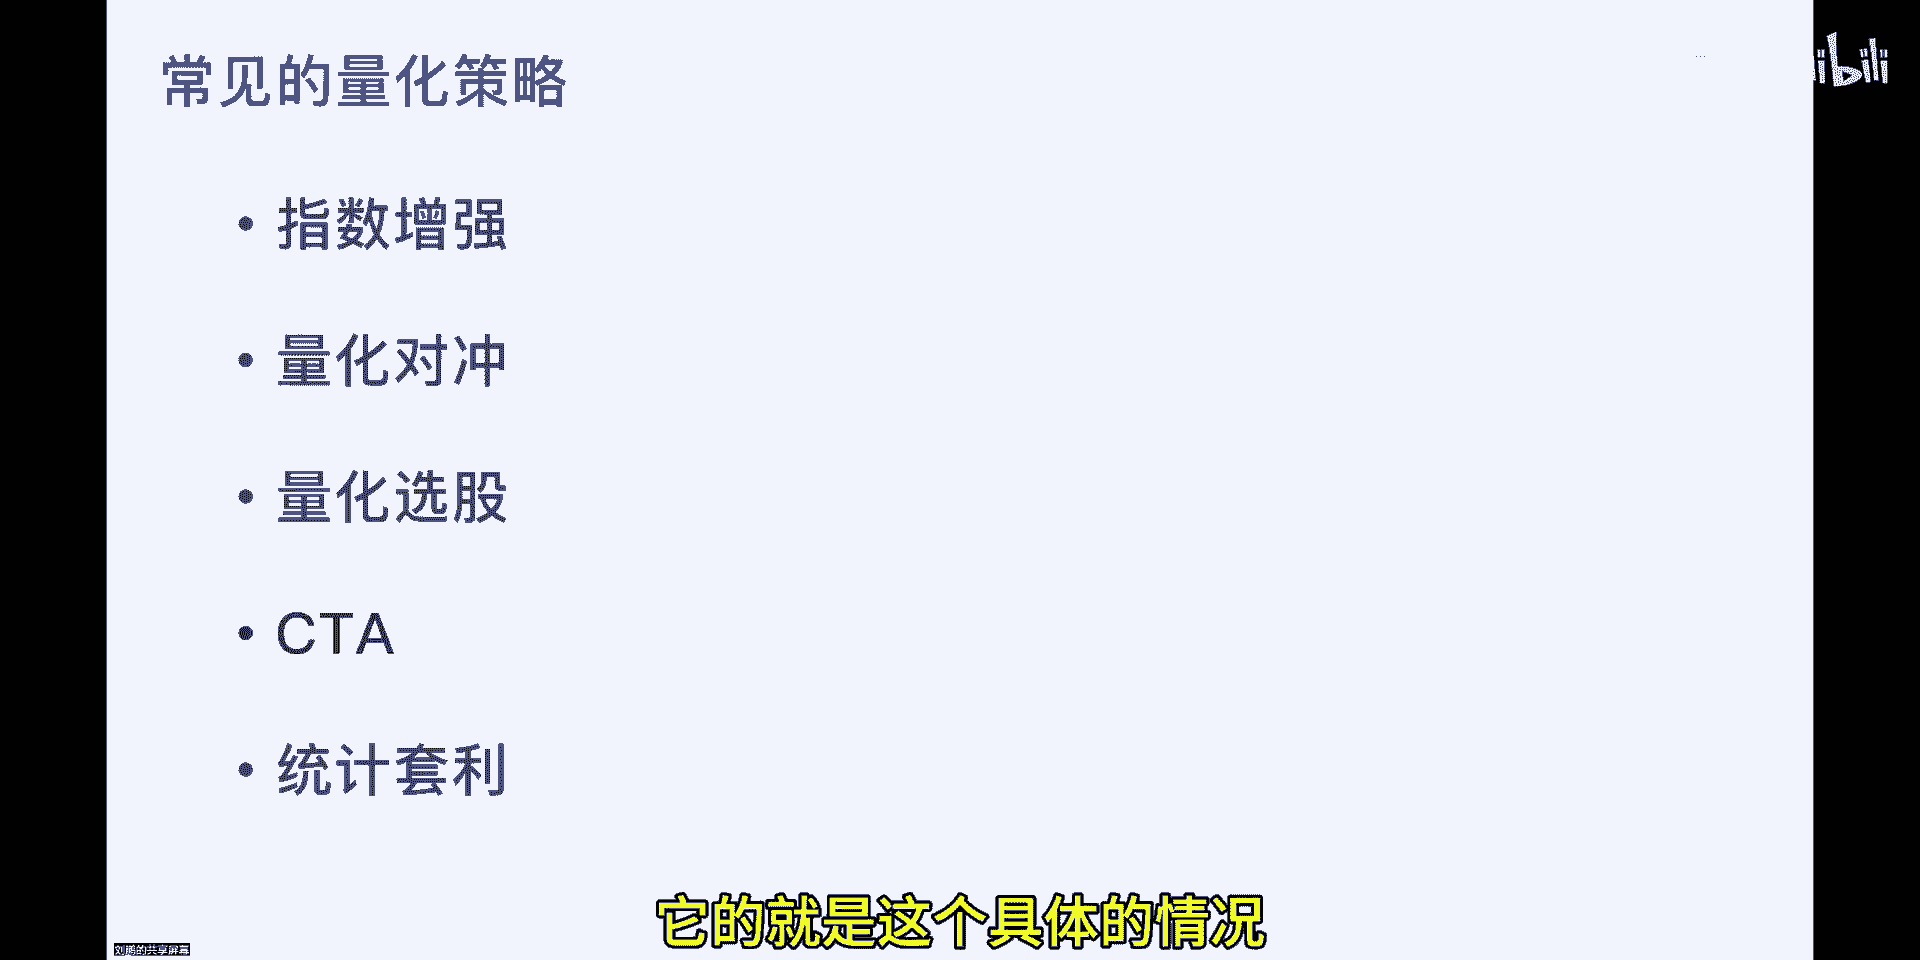 常见的量化策略
• 指数增强
• 量化对冲
• 量化选股
• CTA
• 统计套利
它的就是这个具体的情况
刘腾的共享屏幕
ibili